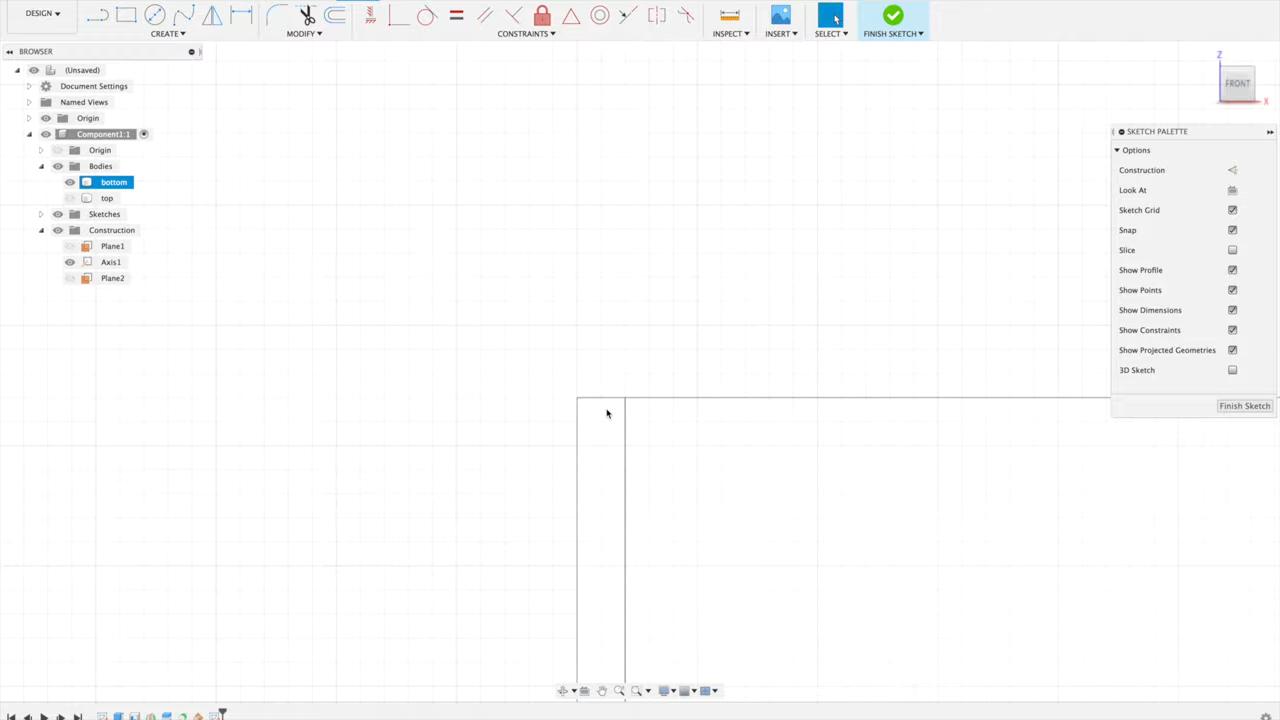 DESIGN
CREATE
MODIFY
CONSTRAINTS
INSPECT
INSERT
SELECT
FINISH SKETCH
BROWSER
(Unsaved)
Document Settings
Named Views
Origin
Component1:1
Origin
Bodies
bottom
top
Sketches
Construction
Plane1
Axis1
Plane2
Z
FRONT
X
SKETCH PALETTE
Options
Construction
Look At
Sketch Grid
Snap
Slice
Show Profile
Show Points
Show Dimensions
Show Constraints
Show Projected Geometries
3D Sketch
Finish Sketch